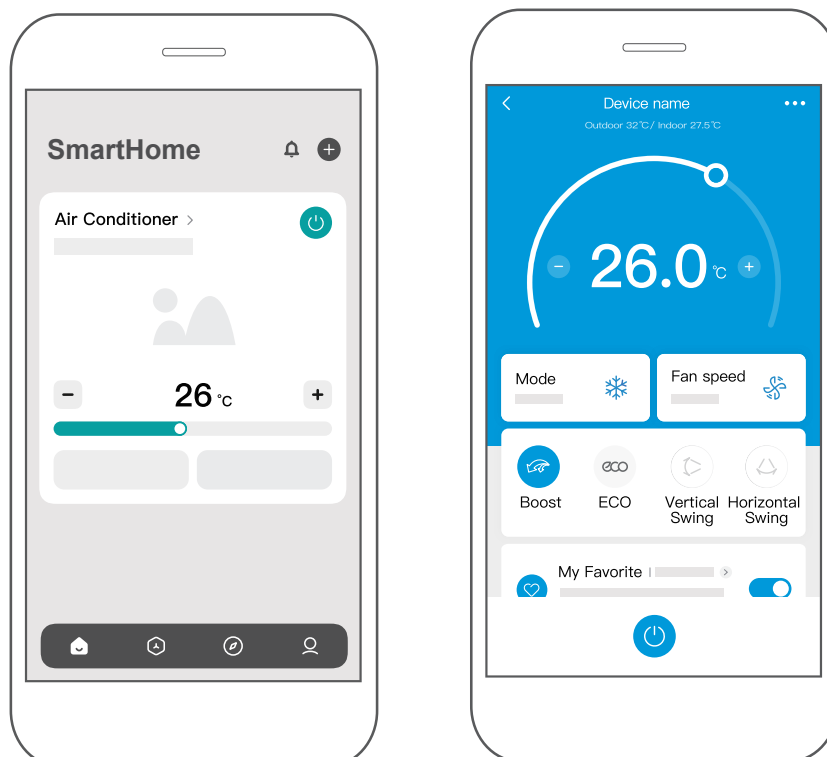 SmartHome
Air Conditioner
26 °C
Device name
Outdoor 32℃/ Indoor 27.5℃
26.0 ℃
Mode
Fan speed
eco
Boost
ECO
Vertical
Swing
Horizontal
Swing
My Favorite